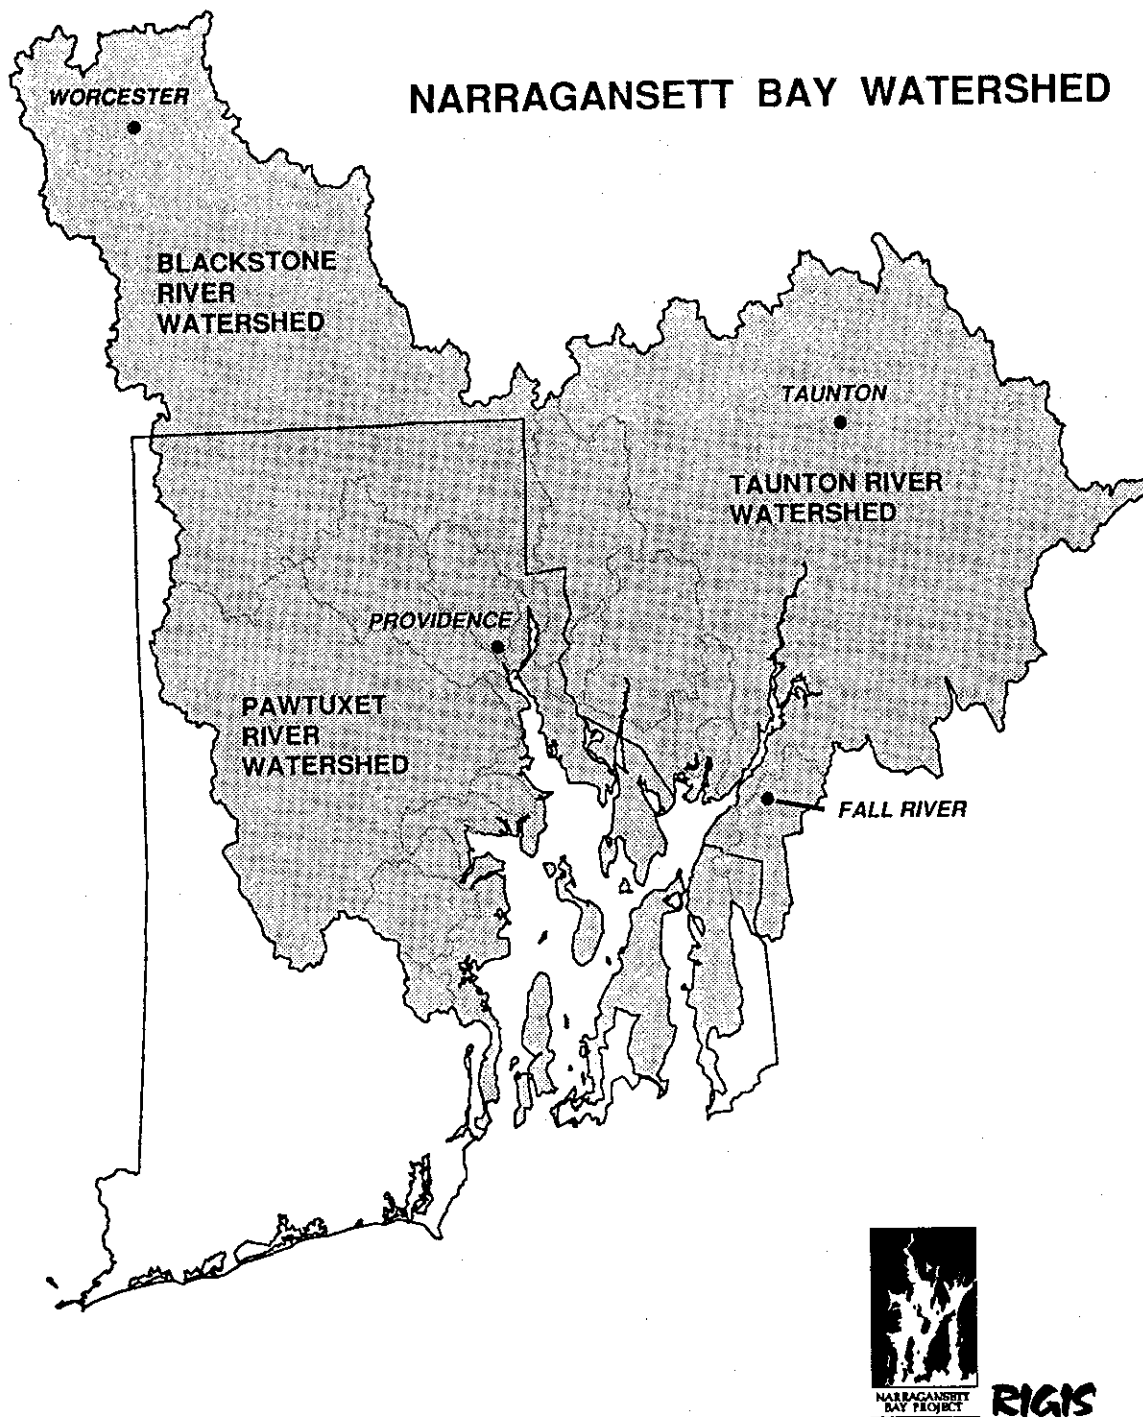 NARRAGANSETT BAY WATERSHED
WORCESTER
BLACKSTONE
RIVER
WATERSHED
TAUNTON
TAUNTON RIVER
WATERSHED
PROVIDENCE
PAWTUXET
RIVER
WATERSHED
FALL RIVER
NARRAGANSETT
BAY PROJECT
RIGIS